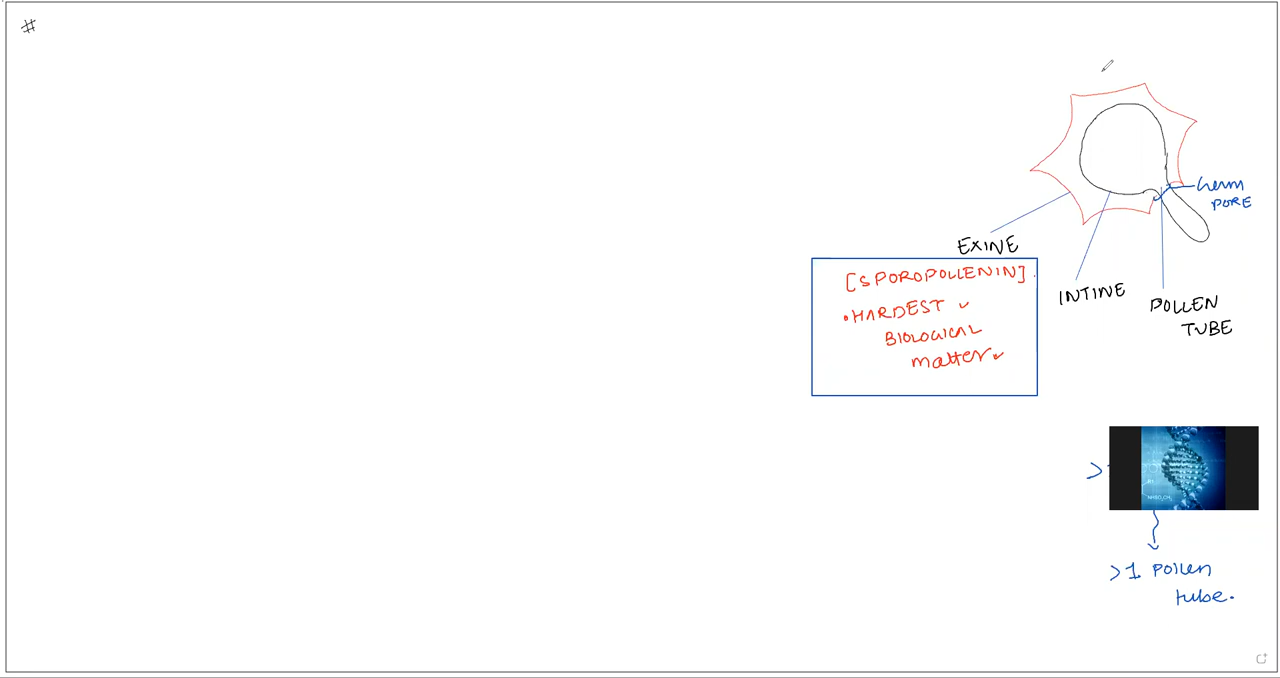 #
Germ
PORE
EXINE
[SPOROPOLLENIN].
INTINE
POLLEN
TUBE
•HARDEST ✓
BIOLOGICAL
matter ✓
>
>1 Pollen
tube.